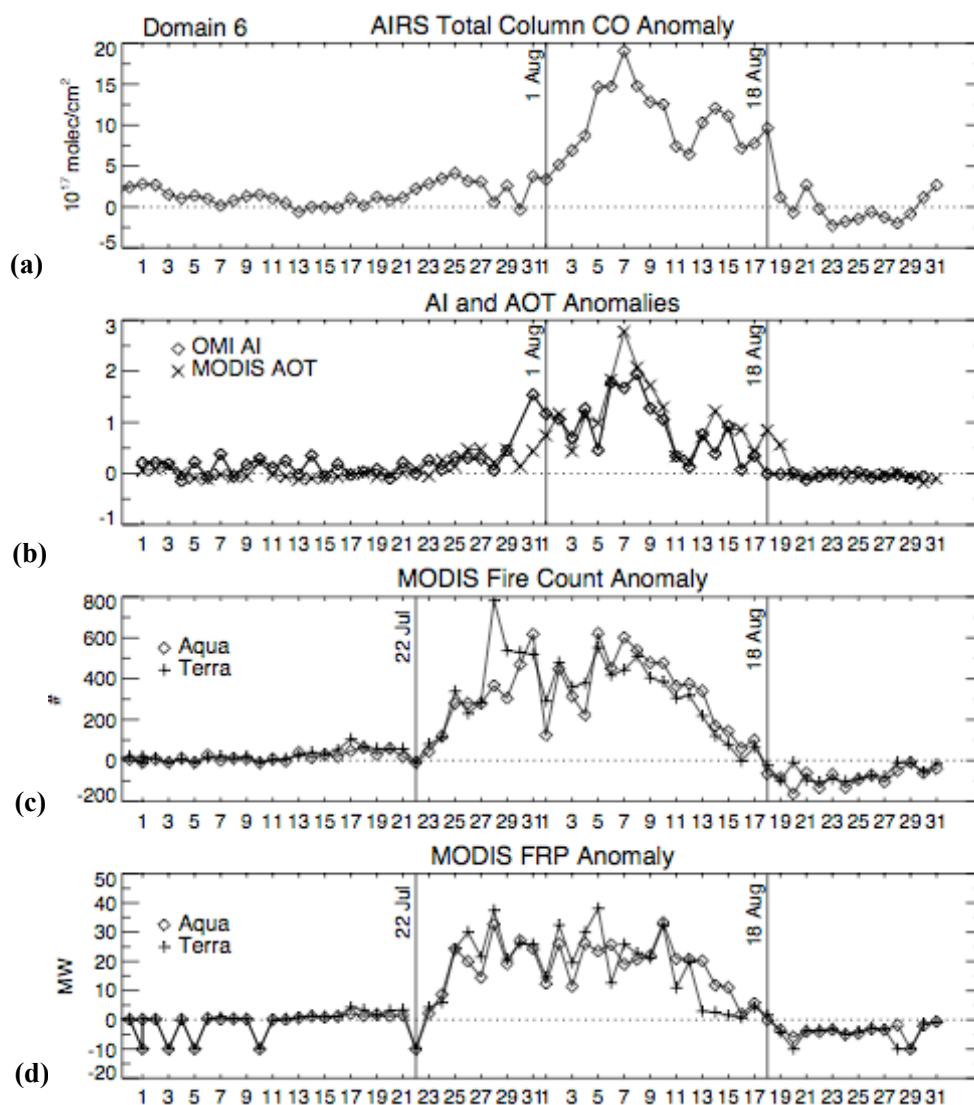 Domain 6 AIRS Total Column CO Anomaly
20
15
10
5
0
-5
10^17 molec/cm^2
1 Aug
18 Aug
(a)
1 3 5 7 9 11 13 15 17 19 21 23 25 27 29 311 3 5 7 9 11 13 15 17 19 21 23 25 27 29 31
AI and AOT Anomalies
3
2
1
0
-1
OMI AI
MODIS AOT
1 Aug
18 Aug
(b)
1 3 5 7 9 11 13 15 17 19 21 23 25 27 29 311 3 5 7 9 11 13 15 17 19 21 23 25 27 29 31
MODIS Fire Count Anomaly
800
600
400
200
0
-200
#
Aqua
Terra
22 Jul
18 Aug
(c)
1 3 5 7 9 11 13 15 17 19 21 23 25 27 29 311 3 5 7 9 11 13 15 17 19 21 23 25 27 29 31
MODIS FRP Anomaly
50
40
30
20
10
0
-10
-20
MW
Aqua
Terra
22 Jul
18 Aug
(d)
1 3 5 7 9 11 13 15 17 19 21 23 25 27 29 311 3 5 7 9 11 13 15 17 19 21 23 25 27 29 31